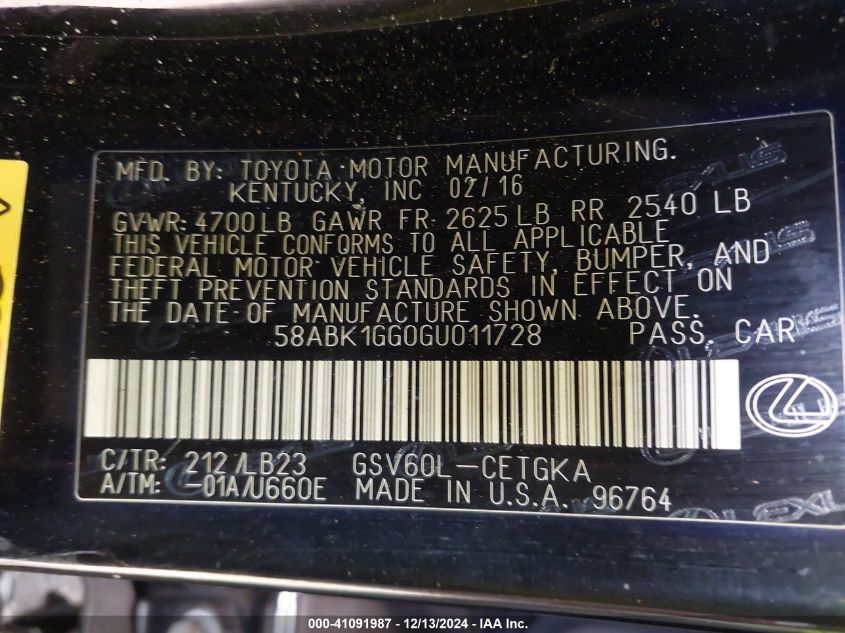 MFD. BY: TOYOTA MOTOR MANUFACTURING.
KENTUCKY, INC 02/16
GVWR: 4700LB GAWR FR 2625LB RR 2540 LB
THIS VEHICLE CONFORMS TO ALL APPLICABLE
FEDERAL MOTOR VEHICLE SAFETY, BUMPER, AND
THEFT PREVENTION STANDARDS IN EFFECT ON
THE DATE OF MANUFACTURE SHOWN ABOVE.
58ABK1GG0GU011728 PASS. CAR
C/TR: 212/LB23 GSV60L-CETGKA
A/TM: -01A/U660E MADE IN U.S.A. 96764
000-41091987 - 12/13/2024 - IAA Inc.